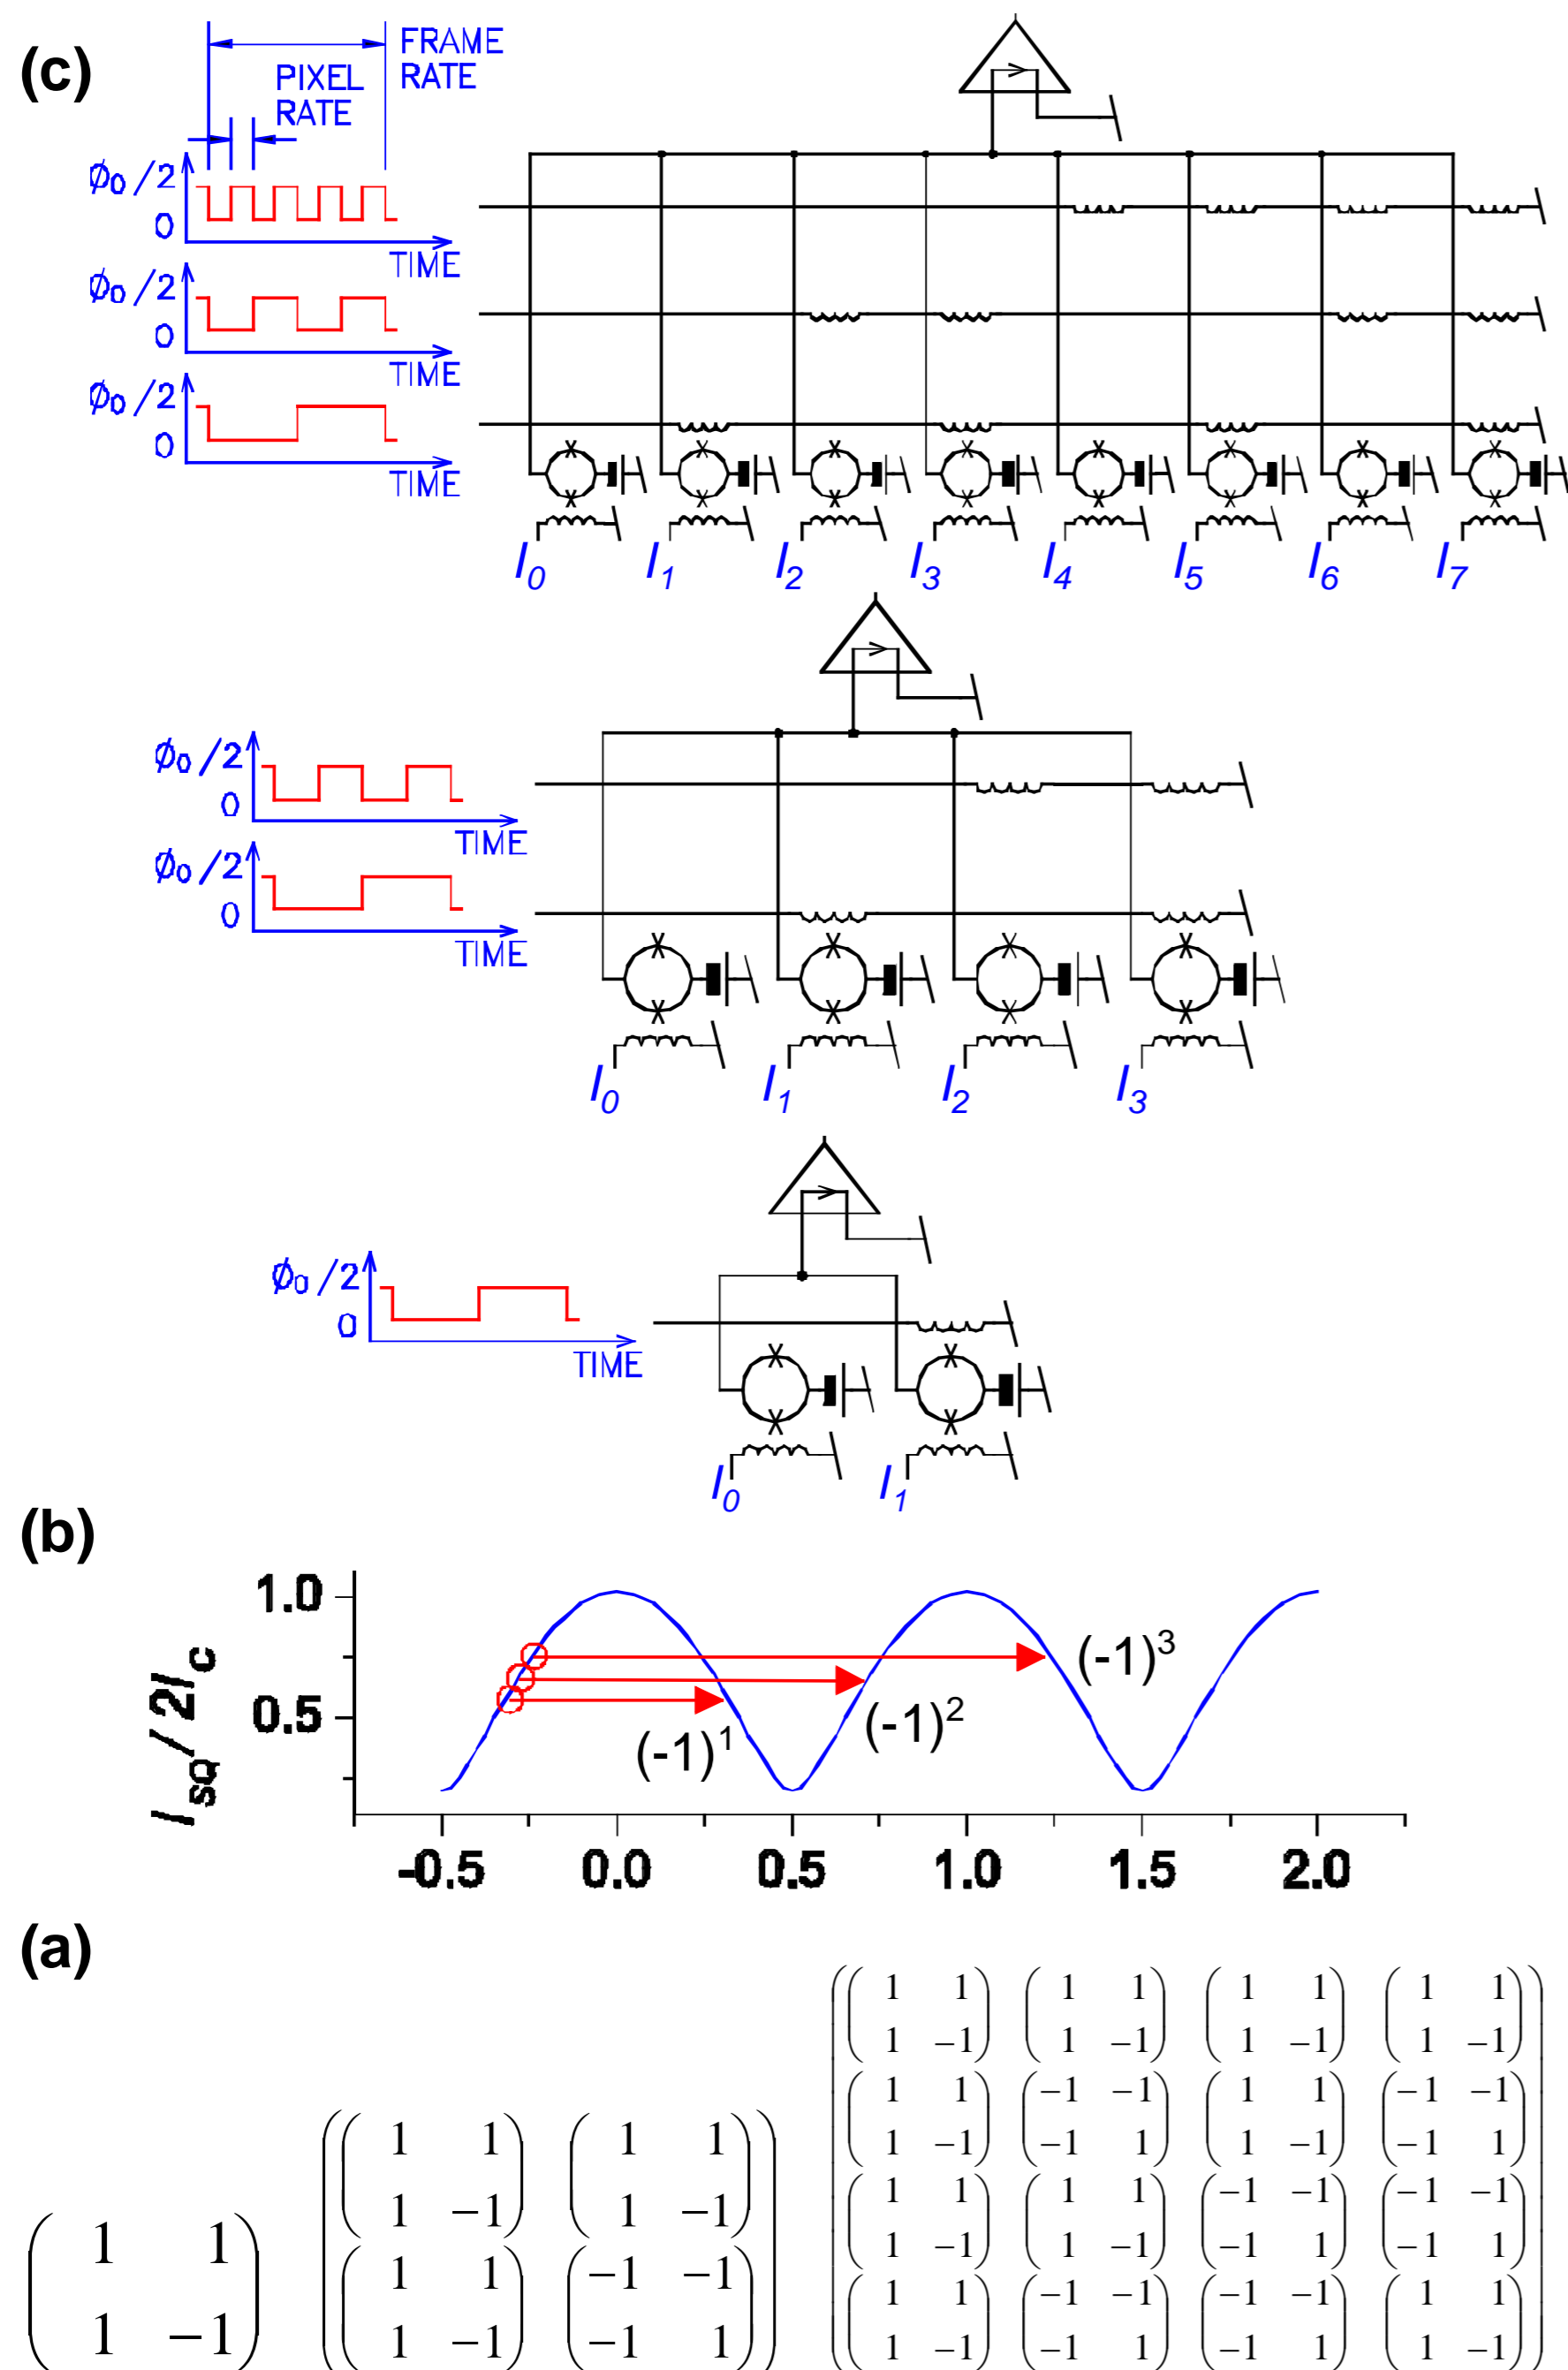 (c)
FRAME
RATE
PIXEL
RATE
ϕ₀/2
0
TIME
ϕ₀/2
0
TIME
ϕ₀/2
0
TIME
I₀ I₁ I₂ I₃ I₄ I₅ I₆ I₇
ϕ₀/2
0
TIME
ϕ₀/2
0
TIME
I₀ I₁ I₂ I₃
ϕ₀/2
0
TIME
I₀ I₁
(b)
1.0
0.5
I_SQ/2I_c
(-1)³
(-1)²
(-1)¹
-0.5 0.0 0.5 1.0 1.5 2.0
(a)
1 1
1 −1
1 1 1 1
1 −1 1 −1
1 1 −1 −1
1 −1 −1 1
1 1 1 1 1 1 1 1
1 −1 1 −1 1 −1 1 −1
1 1 −1 −1 1 1 −1 −1
1 −1 −1 1 1 −1 −1 1
1 1 1 1 −1 −1 −1 −1
1 −1 1 −1 −1 1 −1 1
1 1 −1 −1 −1 −1 1 1
1 −1 −1 1 −1 1 1 −1